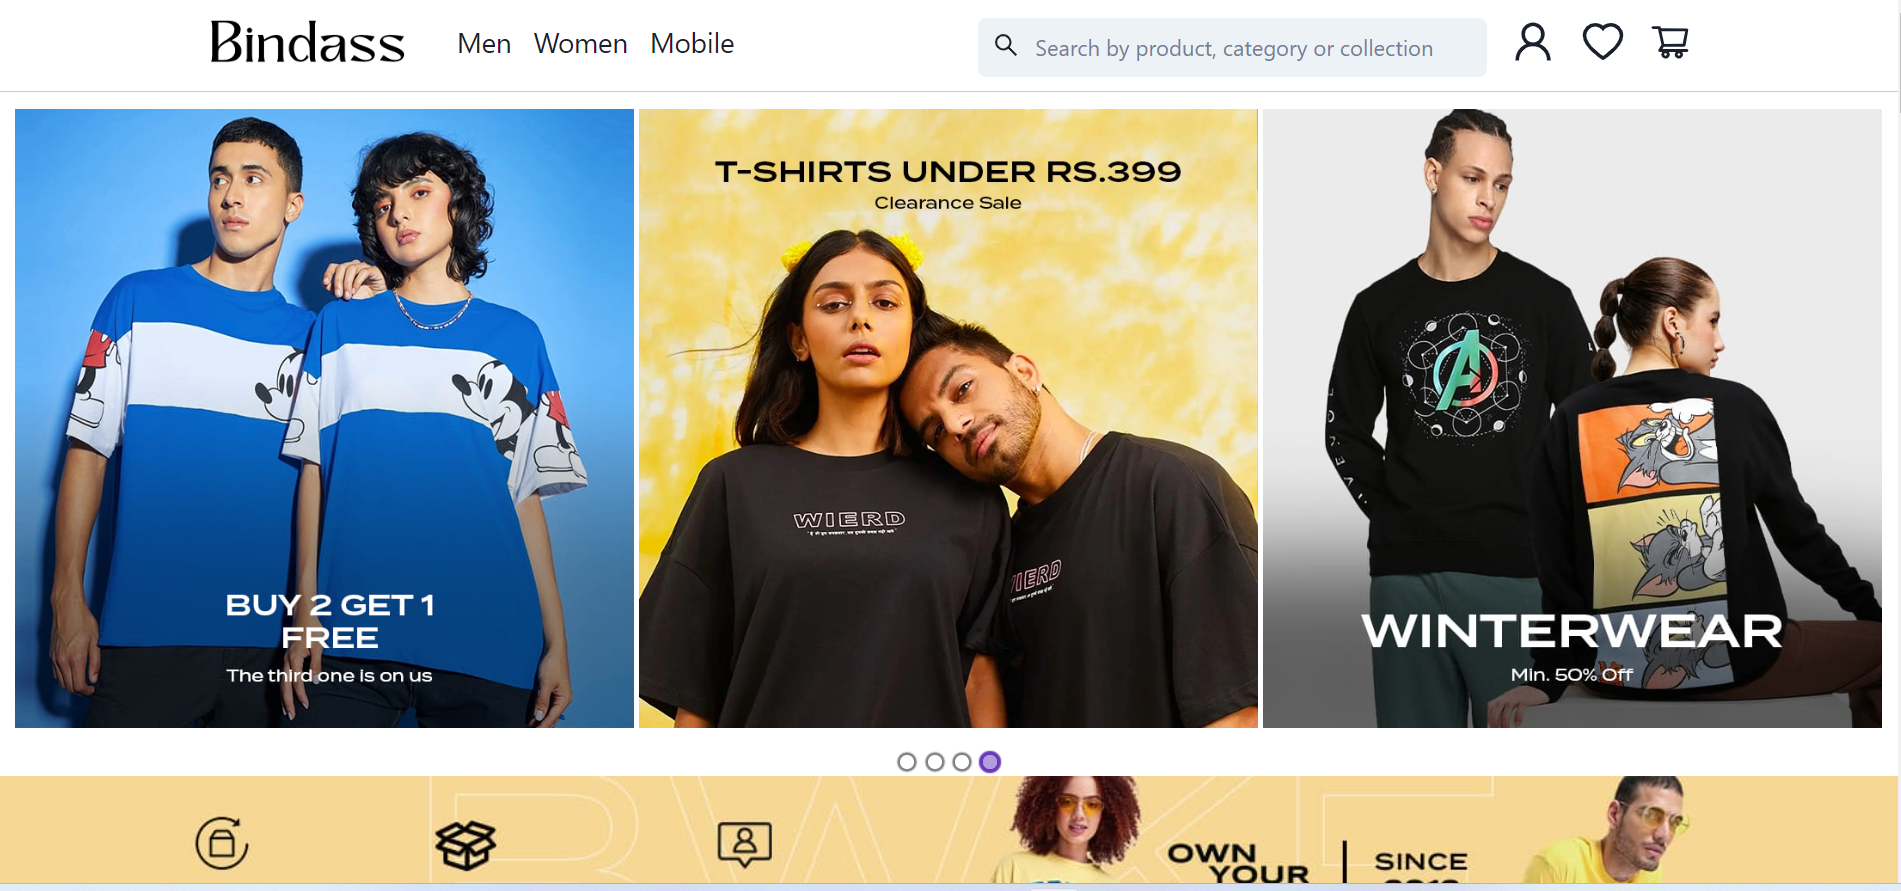 Bindass
Men Women Mobile
Search by product, category or collection
BUY 2 GET 1
FREE
The third one is on us
T-SHIRTS UNDER RS.399
Clearance Sale
WIERD
WIERD
WINTERWEAR
Min. 50% Off
OWN
YOUR
SINCE